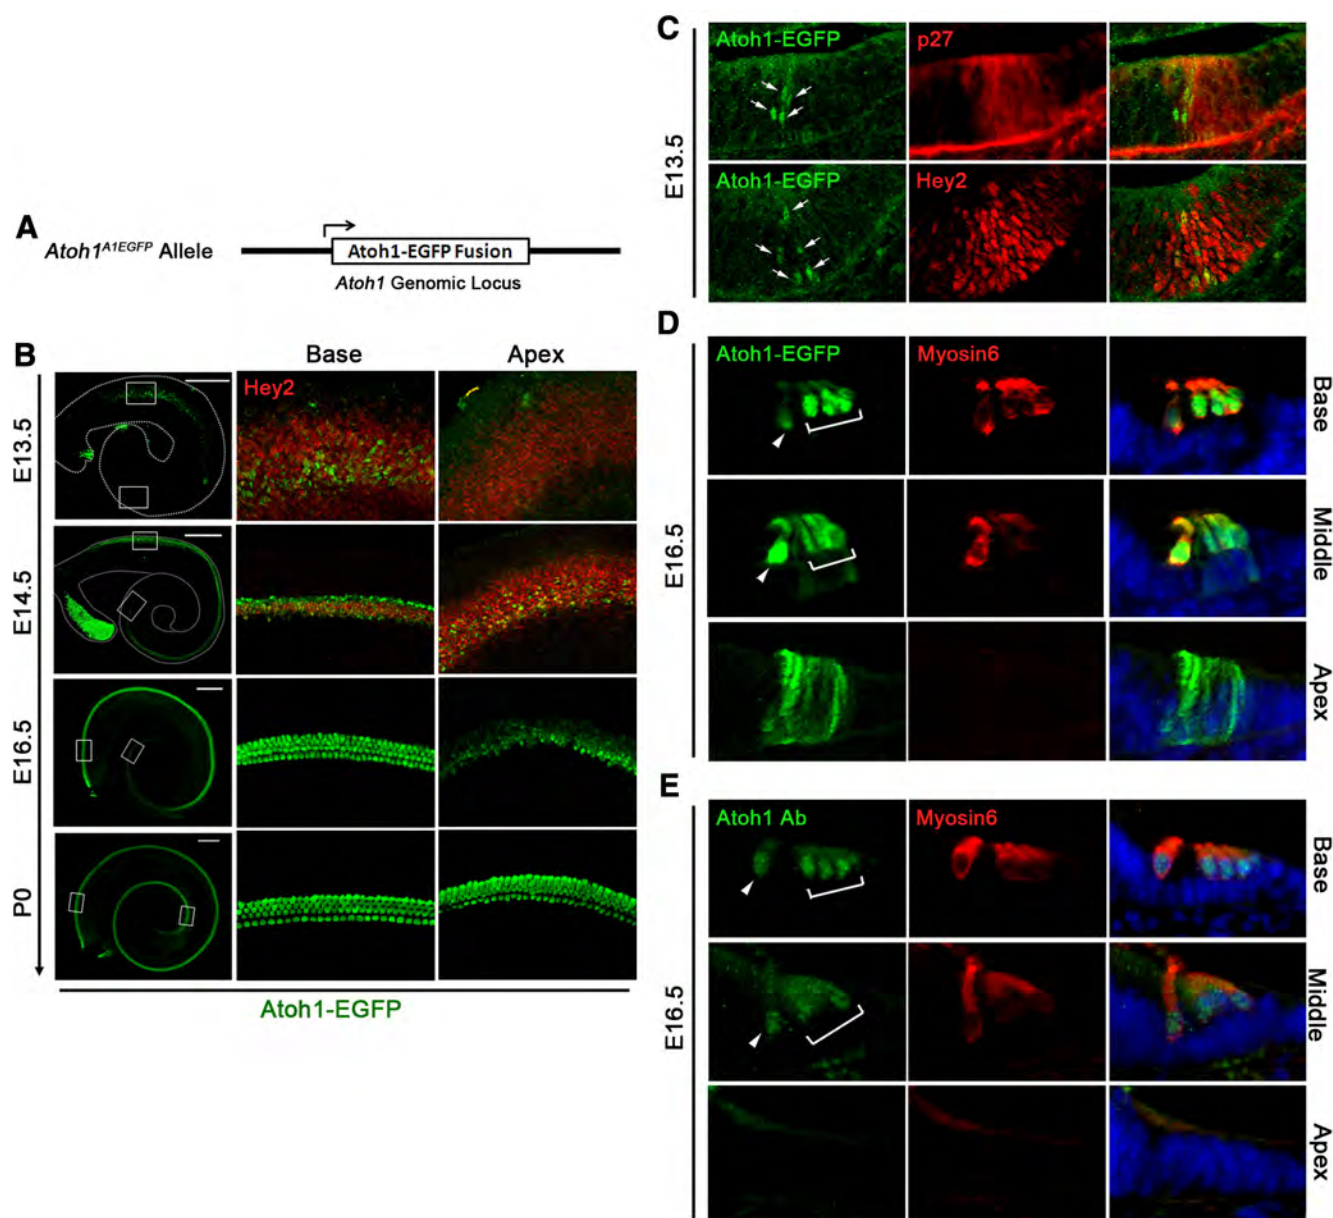 A
Atoh1A1EGFP Allele
Atoh1-EGFP Fusion
Atoh1 Genomic Locus
B
Base
Apex
Hey2
E13.5
E14.5
E16.5
P0
Atoh1-EGFP
C
Atoh1-EGFP
p27
Atoh1-EGFP
Hey2
E13.5
D
Atoh1-EGFP
Myosin6
Base
Middle
Apex
E16.5
E
Atoh1 Ab
Myosin6
Base
Middle
Apex
E16.5